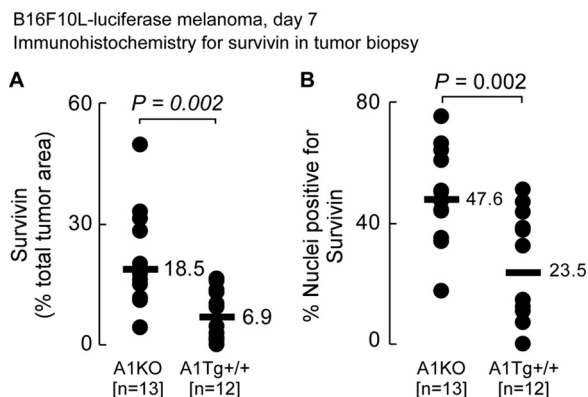 B16F10L-luciferase melanoma, day 7
Immunohistochemistry for survivin in tumor biopsy
A
P = 0.002
Survivin
(% total tumor area)
60
30
0
18.5
6.9
A1KO
[n=13]
A1Tg+/+
[n=12]
B
P = 0.002
% Nuclei positive for
Survivin
80
40
0
47.6
23.5
A1KO
[n=13]
A1Tg+/+
[n=12]